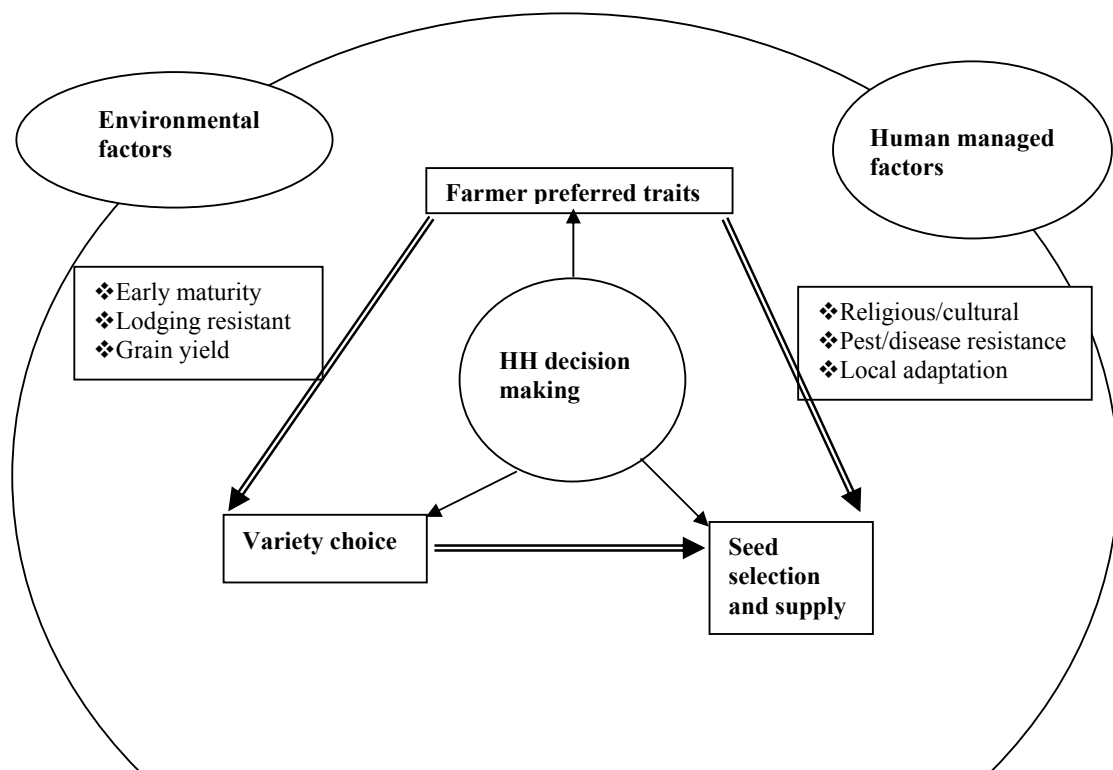 Environmental
factors
Human managed
factors
Farmer preferred traits
❖Early maturity
❖Lodging resistant
❖Grain yield
❖Religious/cultural
❖Pest/disease resistance
❖Local adaptation
HH decision
making
Variety choice
Seed
selection
and supply